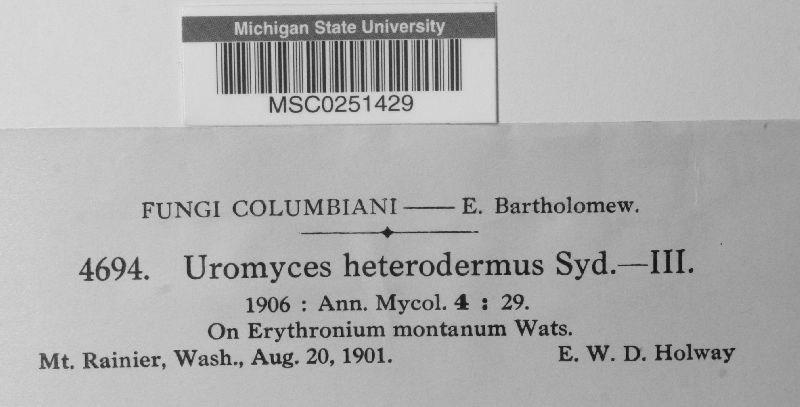 Michigan State University
MSC0251429
FUNGI COLUMBIANI — E. Bartholomew.
4694. Uromyces heterodermus Syd.—III.
1906 : Ann. Mycol. 4 : 29.
On Erythronium montanum Wats.
Mt. Rainier, Wash., Aug. 20, 1901. E. W. D. Holway